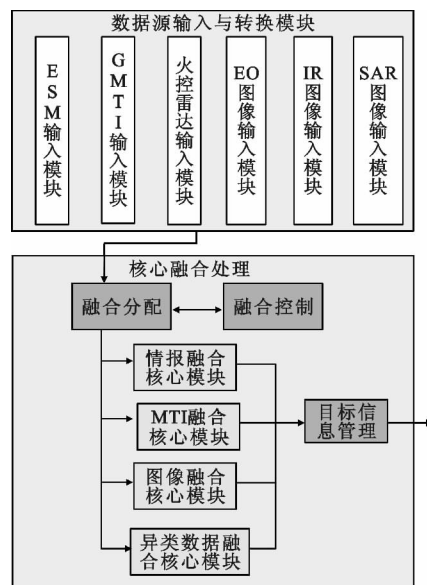 数据源输入与转换模块
ESM输入模块
GMTI输入模块
火控雷达输入模块
EO图像输入模块
IR图像输入模块
SAR图像输入模块
核心融合处理
融合分配
融合控制
情报融合
核心模块
MTI融合
核心模块
图像融合
核心模块
异类数据融
合核心模块
目标信
息管理